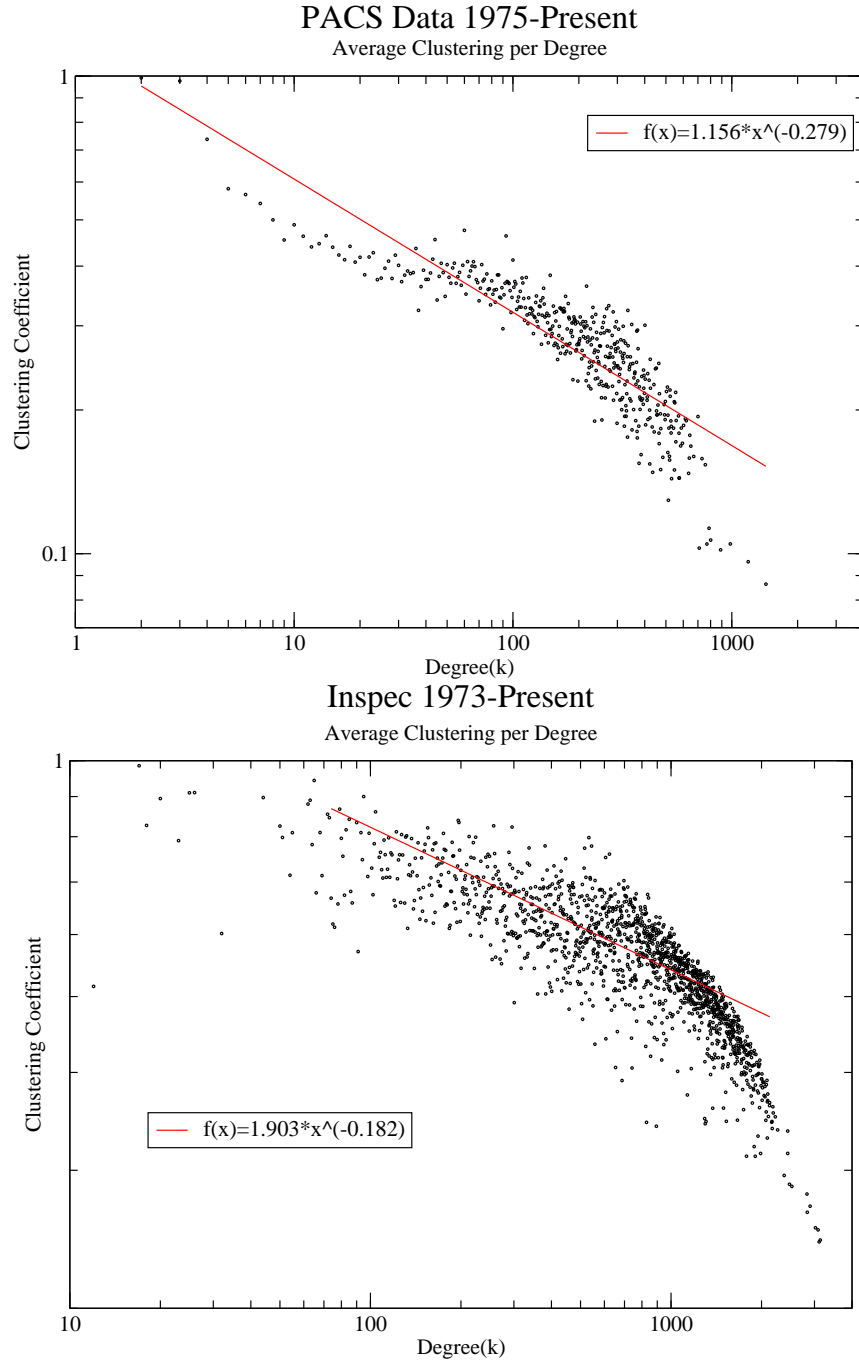 PACS Data 1975-Present
Average Clustering per Degree
1
f(x)=1.156*x^(-0.279)
Clustering Coefficient
0.1
1 10 100 1000
Degree(k)
Inspec 1973-Present
Average Clustering per Degree
1
Clustering Coefficient
f(x)=1.903*x^(-0.182)
10 100 1000
Degree(k)